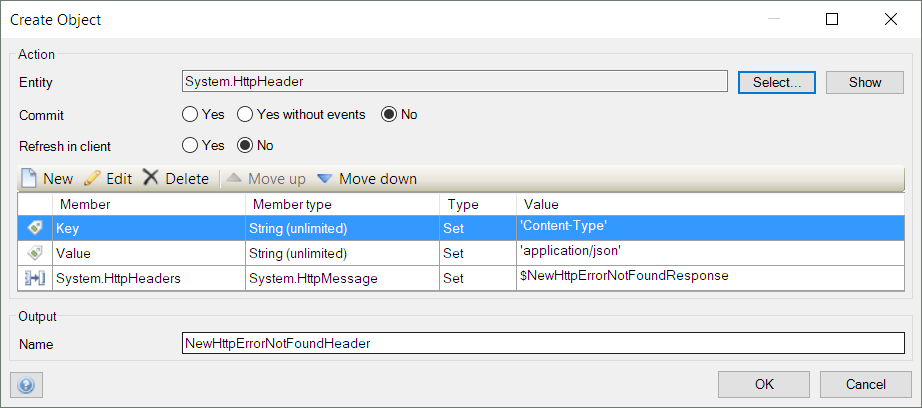 Create Object
Action
Entity System.HttpHeader Select... Show
Commit Yes Yes without events No
Refresh in client Yes No
New Edit Delete Move up Move down
Member Member type Type Value
Key String (unlimited) Set 'Content-Type'
Value String (unlimited) Set 'application/json'
System.HttpHeaders System.HttpMessage Set $NewHttpErrorNotFoundResponse
Output
Name NewHttpErrorNotFoundHeader
? OK Cancel